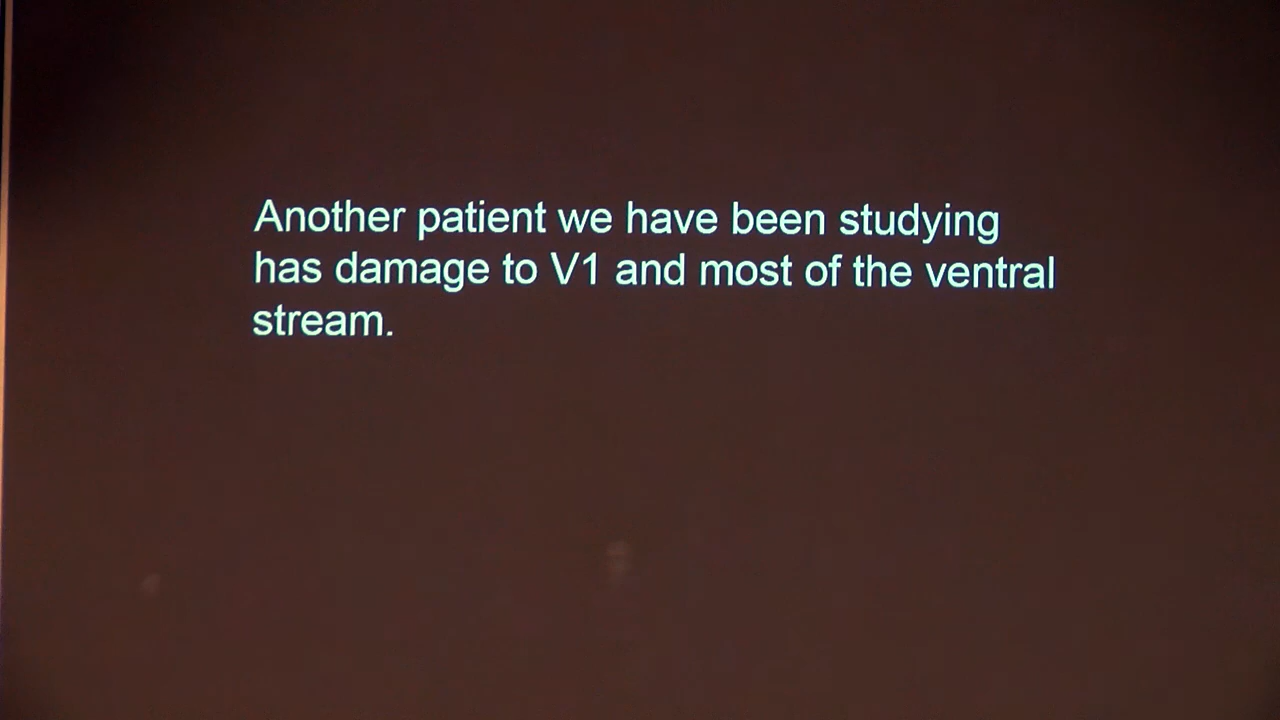 Another patient we have been studying
has damage to V1 and most of the ventral
stream.